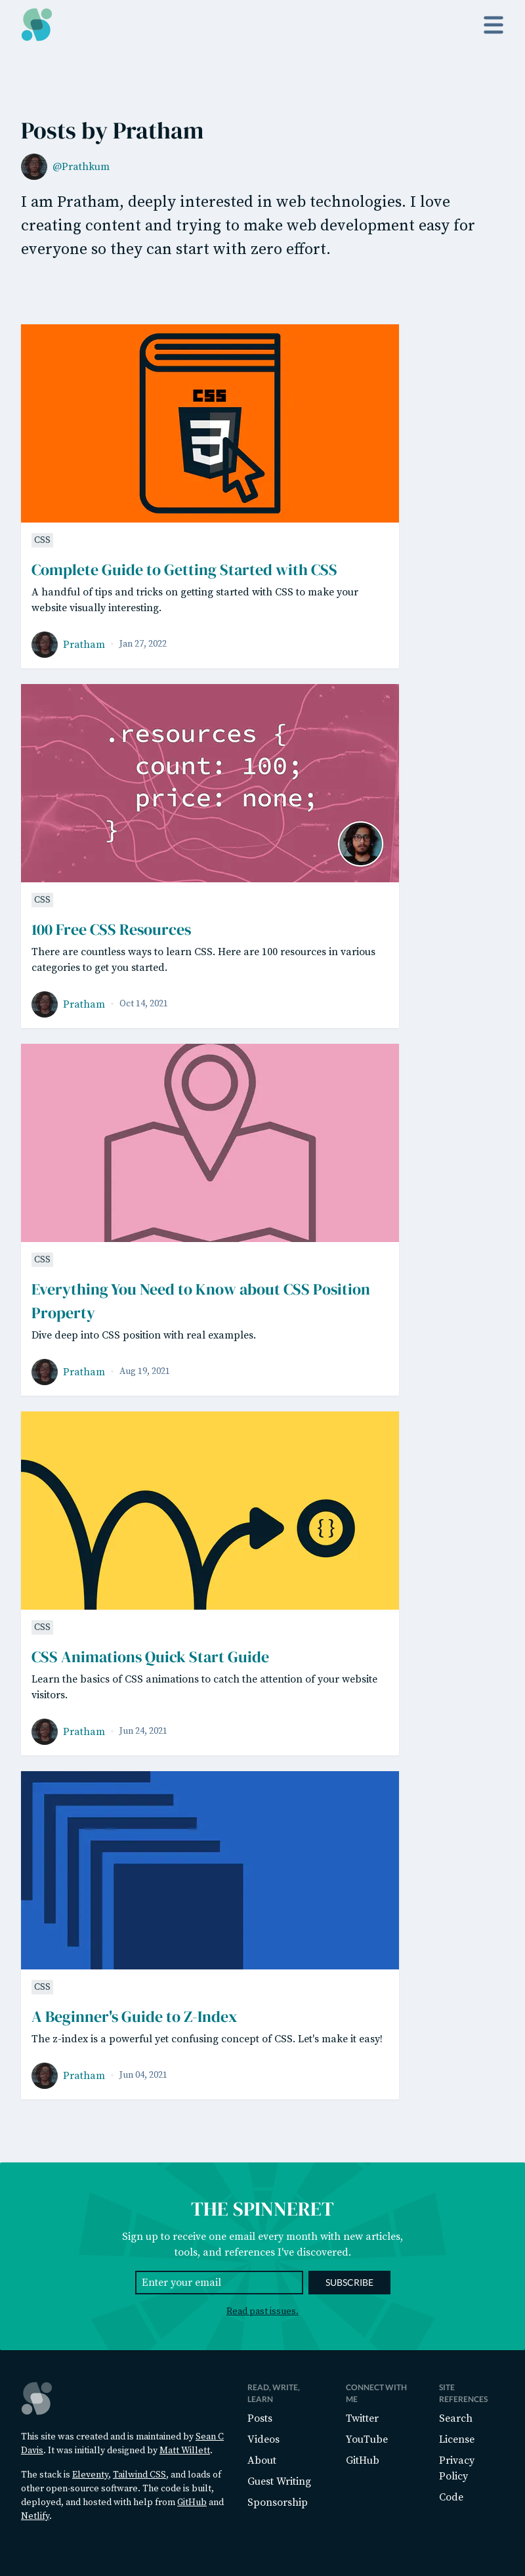 Posts by Pratham
@Prathkum
I am Pratham, deeply interested in web technologies. I love
creating content and trying to make web development easy for
everyone so they can start with zero effort.
CSS
CSS
Complete Guide to Getting Started with CSS
A handful of tips and tricks on getting started with CSS to make your
website visually interesting.
Pratham · Jan 27, 2022
.resources {
count: 100;
price: none;
}
CSS
100 Free CSS Resources
There are countless ways to learn CSS. Here are 100 resources in various
categories to get you started.
Pratham · Oct 14, 2021
CSS
Everything You Need to Know about CSS Position
Property
Dive deep into CSS position with real examples.
Pratham · Aug 19, 2021
{}
CSS
CSS Animations Quick Start Guide
Learn the basics of CSS animations to catch the attention of your website
visitors.
Pratham · Jun 24, 2021
CSS
A Beginner's Guide to Z-Index
The z-index is a powerful yet confusing concept of CSS. Let's make it easy!
Pratham · Jun 04, 2021
THE SPINNERET
Sign up to receive one email every month with new articles,
tools, and references I've discovered.
Enter your email
SUBSCRIBE
Read past issues.
This site was created and is maintained by Sean C
Davis. It was initially designed by Matt Willett.
The stack is Eleventy, Tailwind CSS, and loads of
other open-source software. The code is built,
deployed, and hosted with help from GitHub and
Netlify.
READ, WRITE,
LEARN
Posts
Videos
About
Guest Writing
Sponsorship
CONNECT WITH
ME
Twitter
YouTube
GitHub
SITE
REFERENCES
Search
License
Privacy
Policy
Code